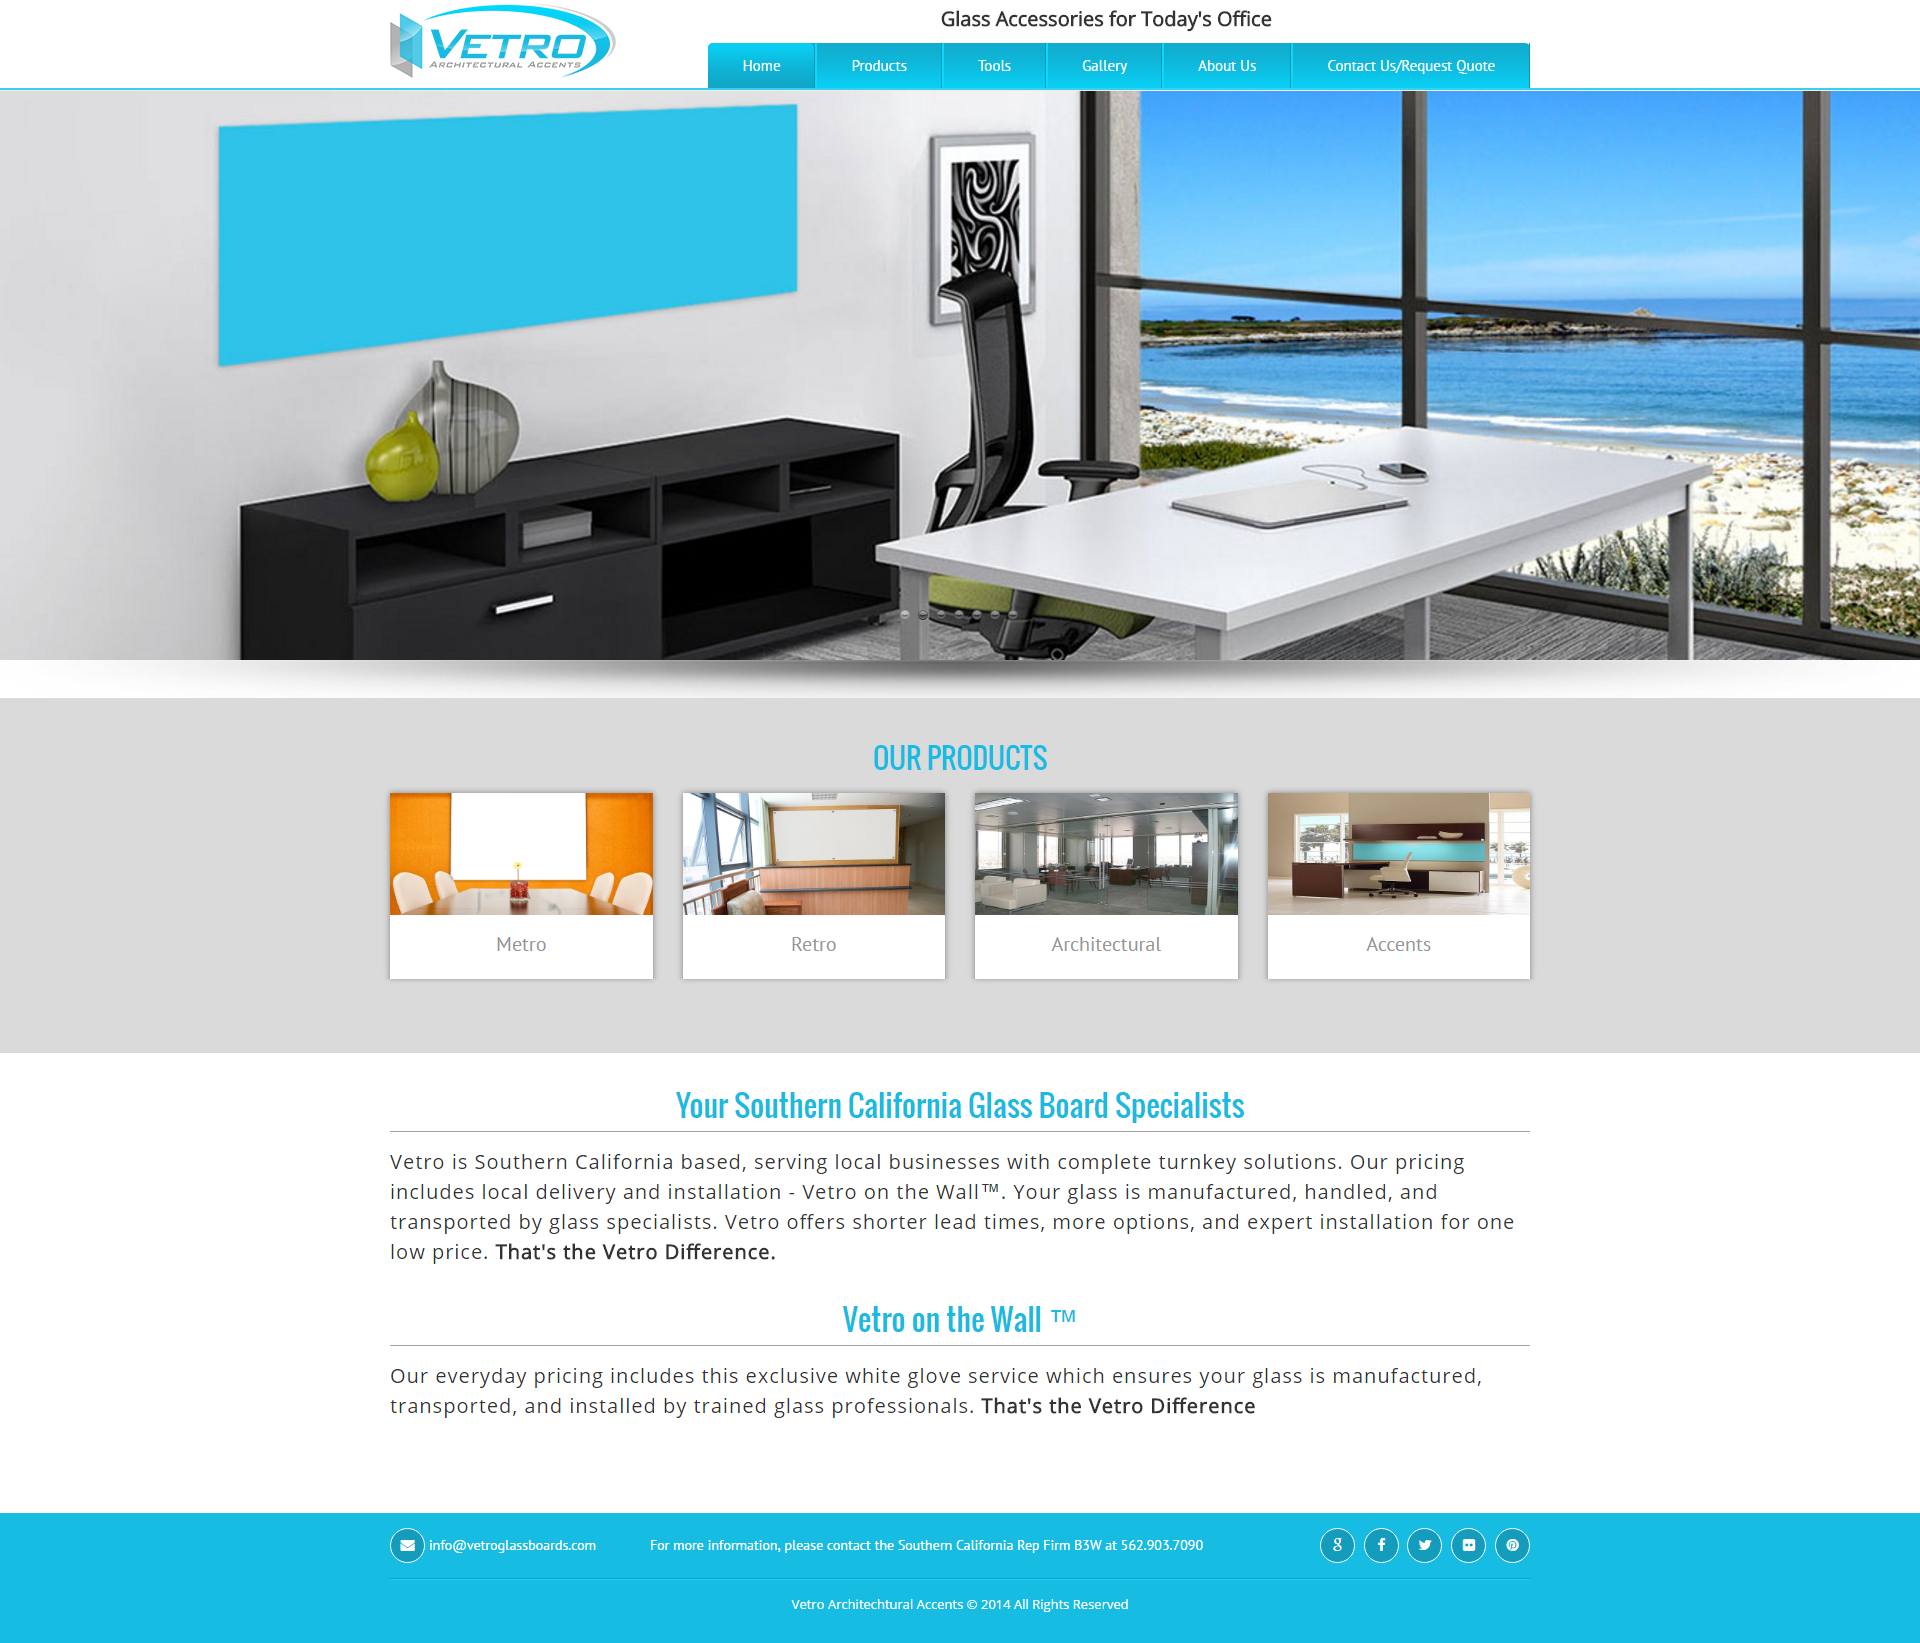 VETRO
ARCHITECTURAL ACCENTS
Glass Accessories for Today's Office
Home
Products
Tools
Gallery
About Us
Contact Us/Request Quote
OUR PRODUCTS
Metro
Retro
Architectural
Accents
Your Southern California Glass Board Specialists
Vetro is Southern California based, serving local businesses with complete turnkey solutions. Our pricing
includes local delivery and installation - Vetro on the Wall™. Your glass is manufactured, handled, and
transported by glass specialists. Vetro offers shorter lead times, more options, and expert installation for one
low price. That's the Vetro Difference.
Vetro on the Wall ™
Our everyday pricing includes this exclusive white glove service which ensures your glass is manufactured,
transported, and installed by trained glass professionals. That's the Vetro Difference
info@vetroglassboards.com
For more information, please contact the Southern California Rep Firm B3W at 562.903.7090
Vetro Architechtural Accents © 2014 All Rights Reserved